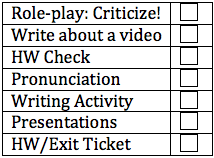 Role-play: Criticize!
Write about a video
HW Check
Pronunciation
Writing Activity
Presentations
HW/Exit Ticket